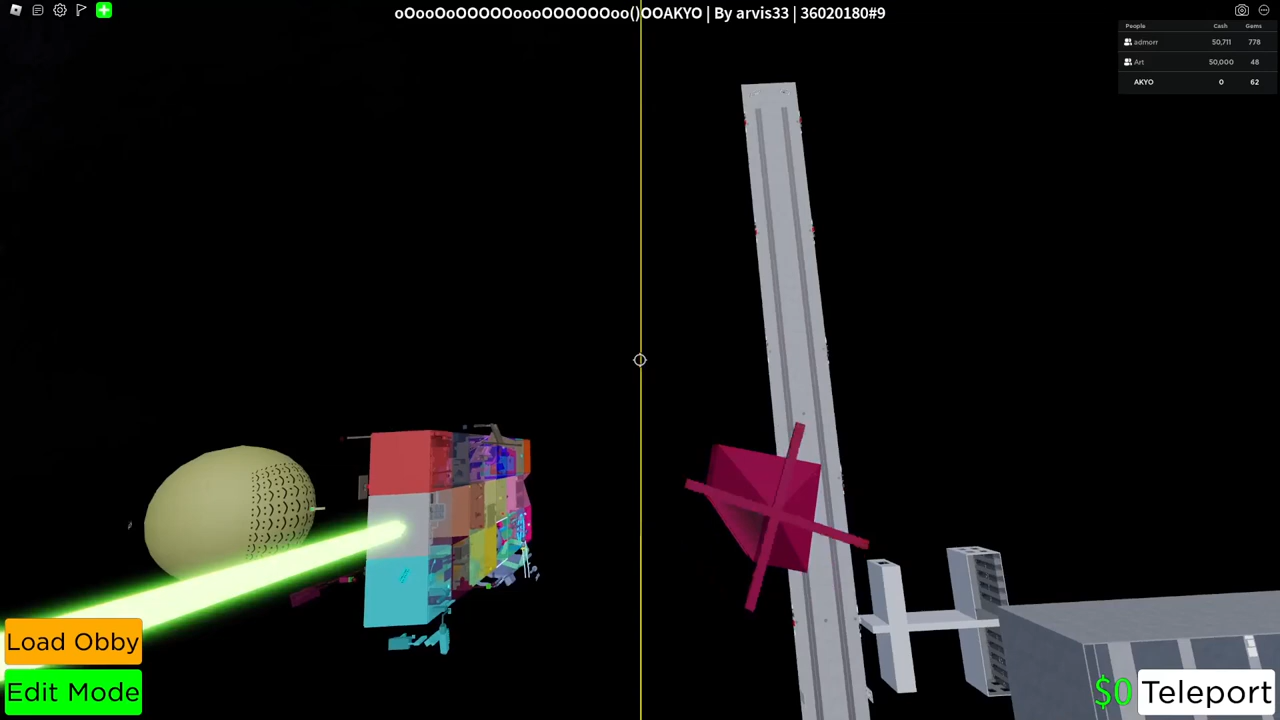 oOooOoOOOOOoooOOOOOOoo()OOAKYO | By arvis33 | 36020180#9
People Cash Gems
admorr 50,711 778
Art 50,000 48
AKYO 0 62
Load Obby
Edit Mode
$0 Teleport